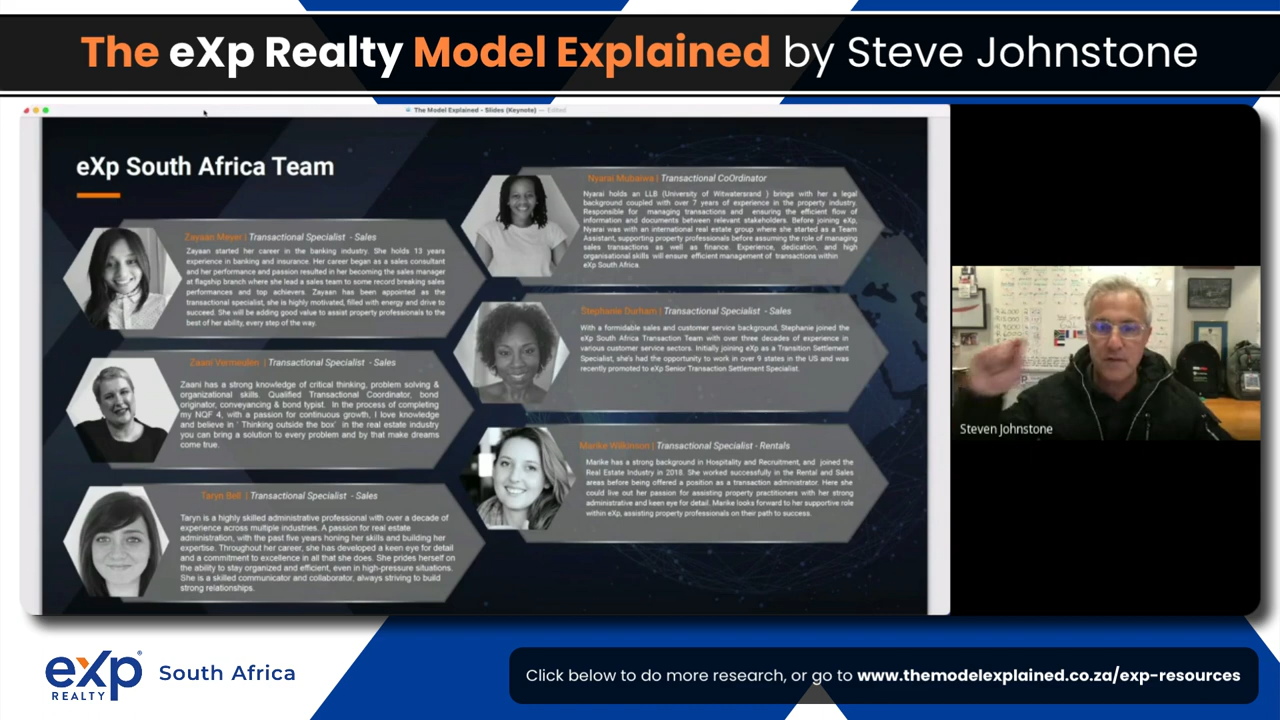 The eXp Realty Model Explained by Steve Johnstone
The Model Explained - Slides (Keynote) — Edited
eXp South Africa Team
Zayaan Meyer | Transactional Specialist - Sales
Zayaan started her career in the banking industry. She holds 13 years
experience in banking and insurance. Her career began as a sales consultant
and her performance and passion resulted in her becoming the sales manager
at flagship branch where she lead a sales team to some record breaking sales
performances and top achievers. Zayaan has been appointed as the
transactional specialist, she is highly motivated, filled with energy and drive to
succeed. She will be adding good value to assist property professionals to the
best of her ability, every step of the way.
Zaani Vermeulen | Transactional Specialist - Sales
Zaani has a strong knowledge of critical thinking, problem solving &
organizational skills. Qualified Transactional Coordinator, bond
originator, conveyancing & bond typist. In the process of completing
my NQF 4, with a passion for continuous growth, I love knowledge
and believe in ' Thinking outside the box' in the real estate industry
you can bring a solution to every problem and by that make dreams
come true.
Taryn Bell | Transactional Specialist - Sales
Taryn is a highly skilled administrative professional with over a decade of
experience across multiple industries. A passion for real estate
administration, with the past five years honing her skills and building her
expertise. Throughout her career, she has developed a keen eye for detail
and a commitment to excellence in all that she does. She prides herself on
the ability to stay organized and efficient, even in high-pressure situations.
She is a skilled communicator and collaborator, always striving to build
strong relationships.
Nyarai Mubaiwa | Transactional CoOrdinator
Nyarai holds an LLB (University of Witwatersrand ) brings with her a legal
background coupled with over 7 years of experience in the property industry.
Responsible for managing transactions and ensuring the efficient flow of
information and documents between relevant stakeholders. Before joining eXp,
Nyarai was with an international real estate group where she started as a Team
Assistant, supporting property professionals before assuming the role of managing
sales transactions as well as finance. Experience, dedication, and high
organisational skills will ensure efficient management of transactions within
eXp South Africa.
Stephanie Durham | Transactional Specialist - Sales
With a formidable sales and customer service background, Stephanie joined the
eXp South Africa Transaction Team with over three decades of experience in
various customer service sectors. Initially joining eXp as a Transition Settlement
Specialist, she's had the opportunity to work in over 9 states in the US and was
recently promoted to eXp Senior Transaction Settlement Specialist.
Marike Wilkinson | Transactional Specialist - Rentals
Marike has a strong background in Hospitality and Recruitment, and joined the
Real Estate Industry in 2018. She worked successfully in the Rental and Sales
areas before being offered a position as a transaction administrator. Here she
could live out her passion for assisting property practitioners with her strong
administrative and keen eye for detail. Marike looks forward to her supportive role
within eXp, assisting property professionals on their path to success.
Steven Johnstone
eXp REALTY South Africa
Click below to do more research, or go to www.themodelexplained.co.za/exp-resources